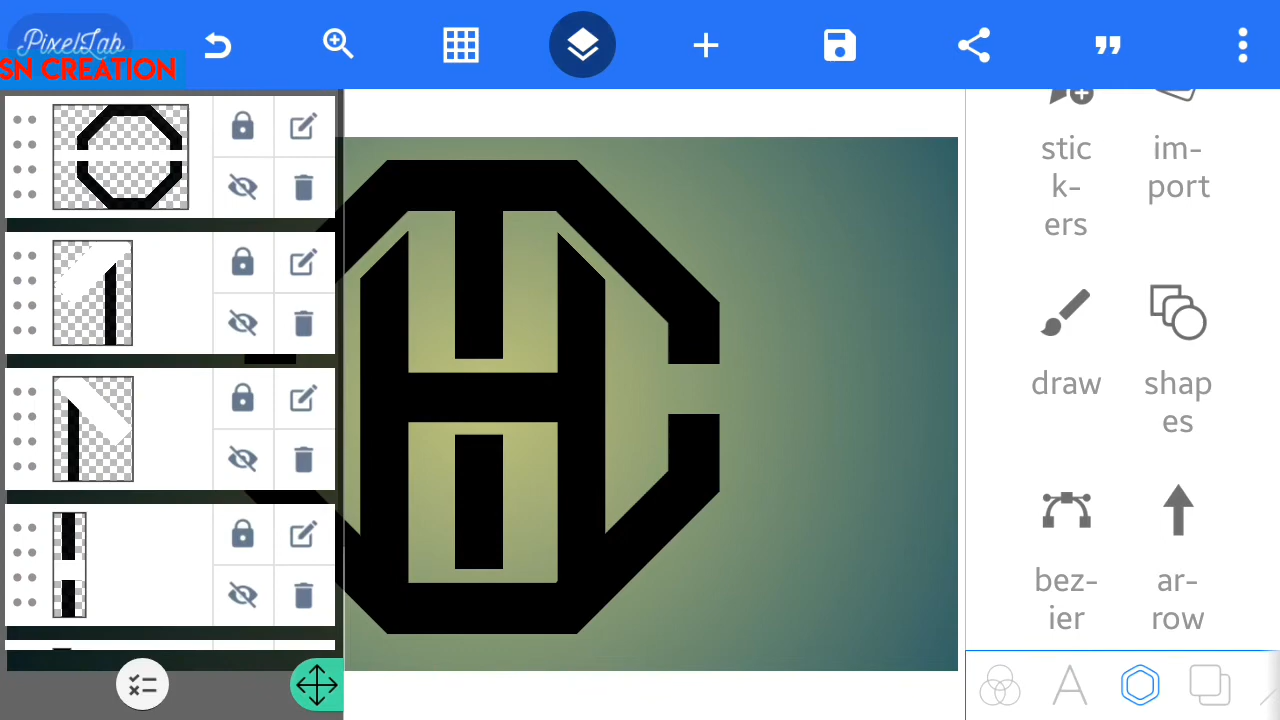 PixelLab
SN CREATION
stic
k-
ers
im-
port
draw
shap
es
bez-
ier
ar-
row